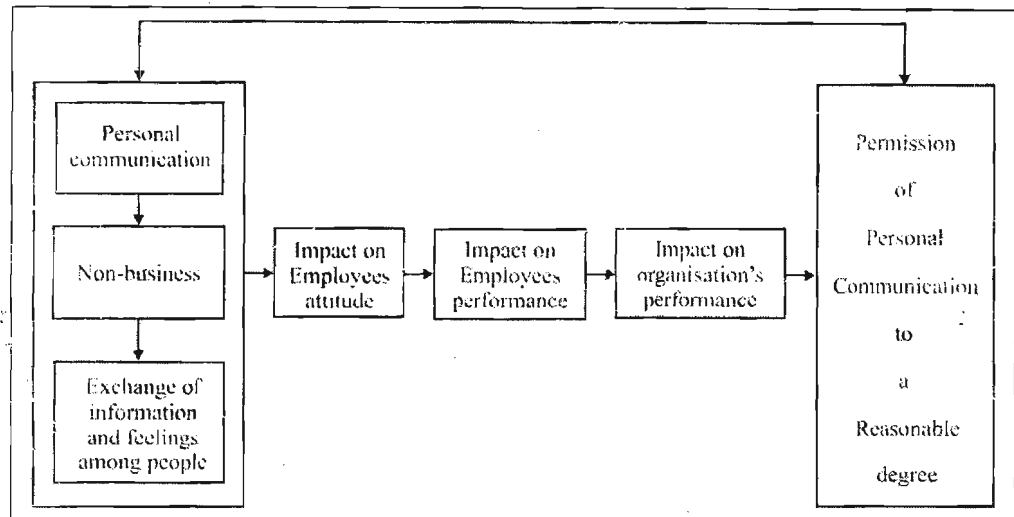 Personal
communication
Non-business
Exchange of
information
and feelings
among people
Impact on
Employees
attitude
Impact on
Employees
performance
Impact on
organisation's
performance
Permission
of
Personal
Communication
to
a
Reasonable
degree